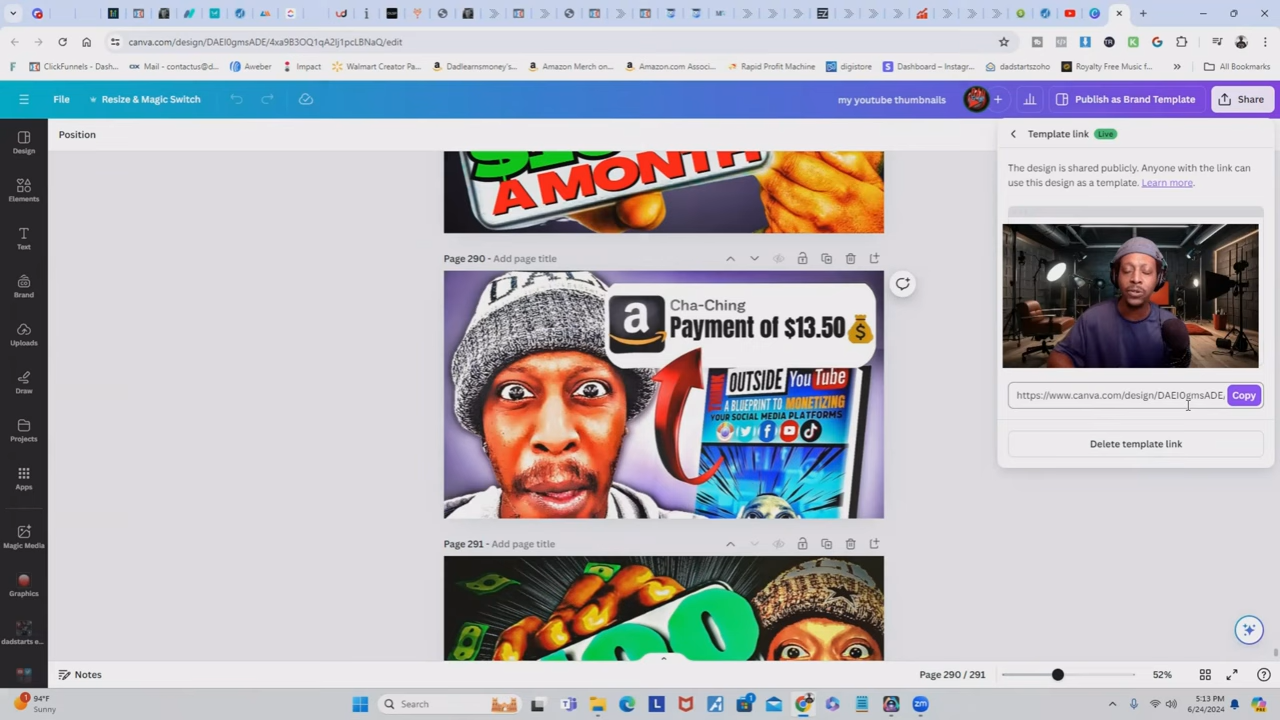 canva.com/design/DAEI0gmsADE/4xa9B3OQ1qA2Ij1pcLBNaQ/edit
ClickFunnels - Dash...
Mail - contactus@d...
Aweber
Impact
Walmart Creator Pa...
Dadlearnsmoney's...
Amazon Merch on...
Amazon.com Associ...
Rapid Profit Machine
digistore
Dashboard – Instagr...
dadstartszoho
Royalty Free Music f...
All Bookmarks
File
Resize & Magic Switch
my youtube thumbnails
Publish as Brand Template
Share
Position
Template link Live
The design is shared publicly. Anyone with the link can
use this design as a template. Learn more.
https://www.canva.com/design/DAEI0gmsADE/
Copy
Delete template link
Design
Elements
Text
Brand
Uploads
Draw
Projects
Apps
Magic Media
Graphics
dadstarts e...
A MONTH
Page 290 - Add page title
Cha-Ching
Payment of $13.50
OUTSIDE YouTube
A BLUEPRINT TO MONETIZING
YOUR SOCIAL MEDIA PLATFORMS
Page 291 - Add page title
Notes
Page 290 / 291
52%
94°F
Sunny
Search
5:13 PM
6/24/2024